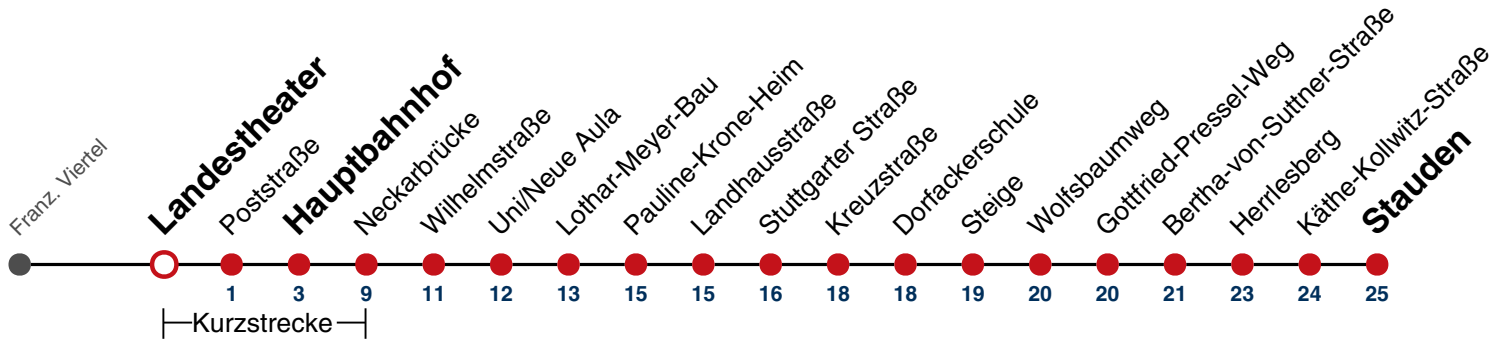 Franz. Viertel
Landestheater
Poststraße
Hauptbahnhof
Neckarbrücke
Wilhelmstraße
Uni/Neue Aula
Lothar-Meyer-Bau
Pauline-Krone-Heim
Landhausstraße
Stuttgarter Straße
Kreuzstraße
Dorfackerschule
Steige
Wolfsbaumweg
Gottfried-Pressel-Weg
Bertha-von-Suttner-Straße
Herrlesberg
Käthe-Kollwitz-Straße
Stauden
1 3 9 11 12 13 15 15 16 18 18 19 20 20 21 23 24 25
Kurzstrecke